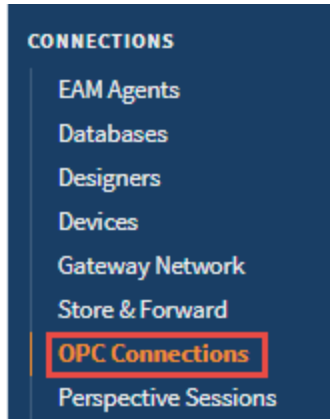 CONNECTIONS
EAM Agents
Databases
Designers
Devices
Gateway Network
Store & Forward
OPC Connections
Perspective Sessions